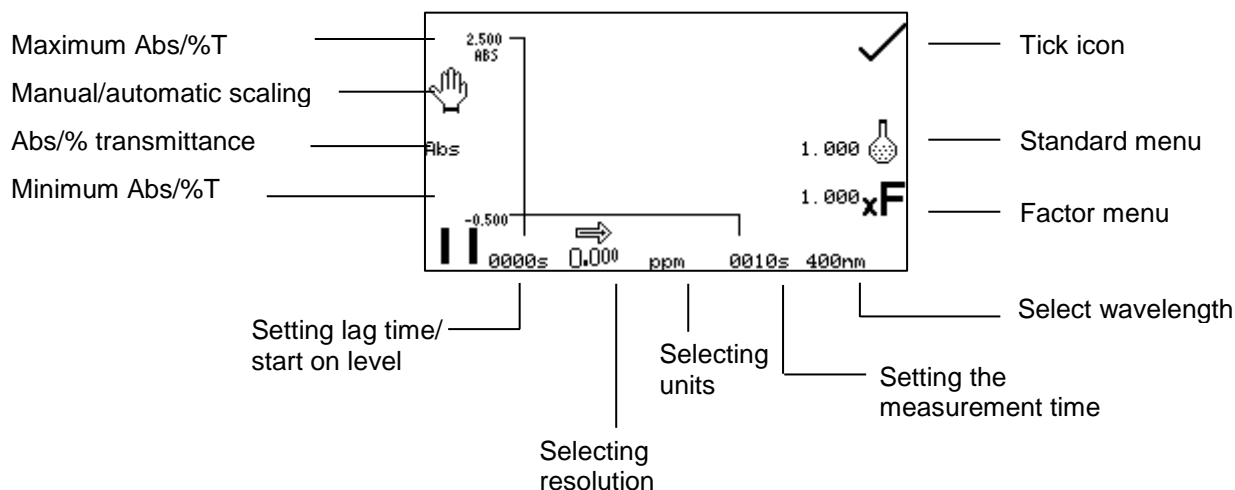 Maximum Abs/%T
Manual/automatic scaling
Abs/% transmittance
Minimum Abs/%T
2.500
ABS
Abs
-0.500
0000s
0.000
ppm
0010s
400nm
1.000
1.000
xF
Tick icon
Standard menu
Factor menu
Select wavelength
Setting lag time/
start on level
Selecting
units
Setting the
measurement time
Selecting
resolution